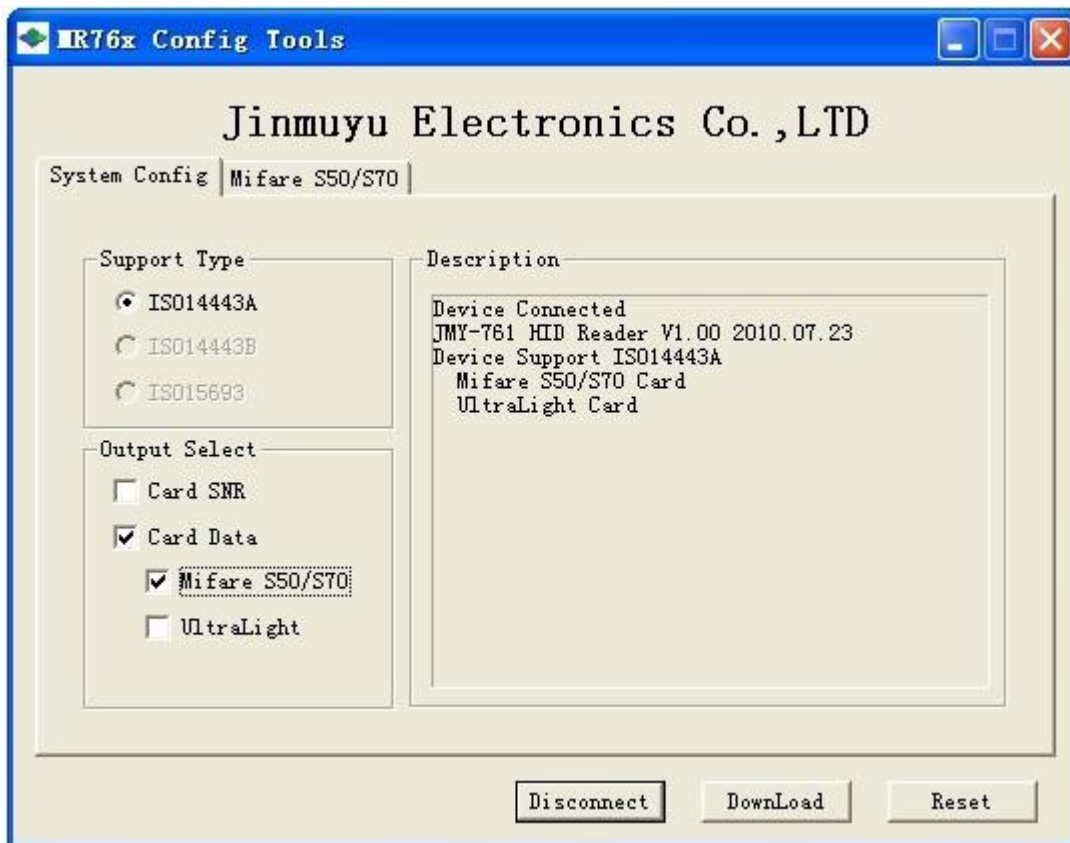 MR76x Config Tools
Jinmuyu Electronics Co.,LTD
System Config
Mifare S50/S70
Support Type
ISO14443A
ISO14443B
ISO15693
Output Select
Card SNR
Card Data
Mifare S50/S70
UltraLight
Description
Device Connected
JMY-761 HID Reader V1.00 2010.07.23
Device Support ISO14443A
Mifare S50/S70 Card
UltraLight Card
Disconnect
DownLoad
Reset